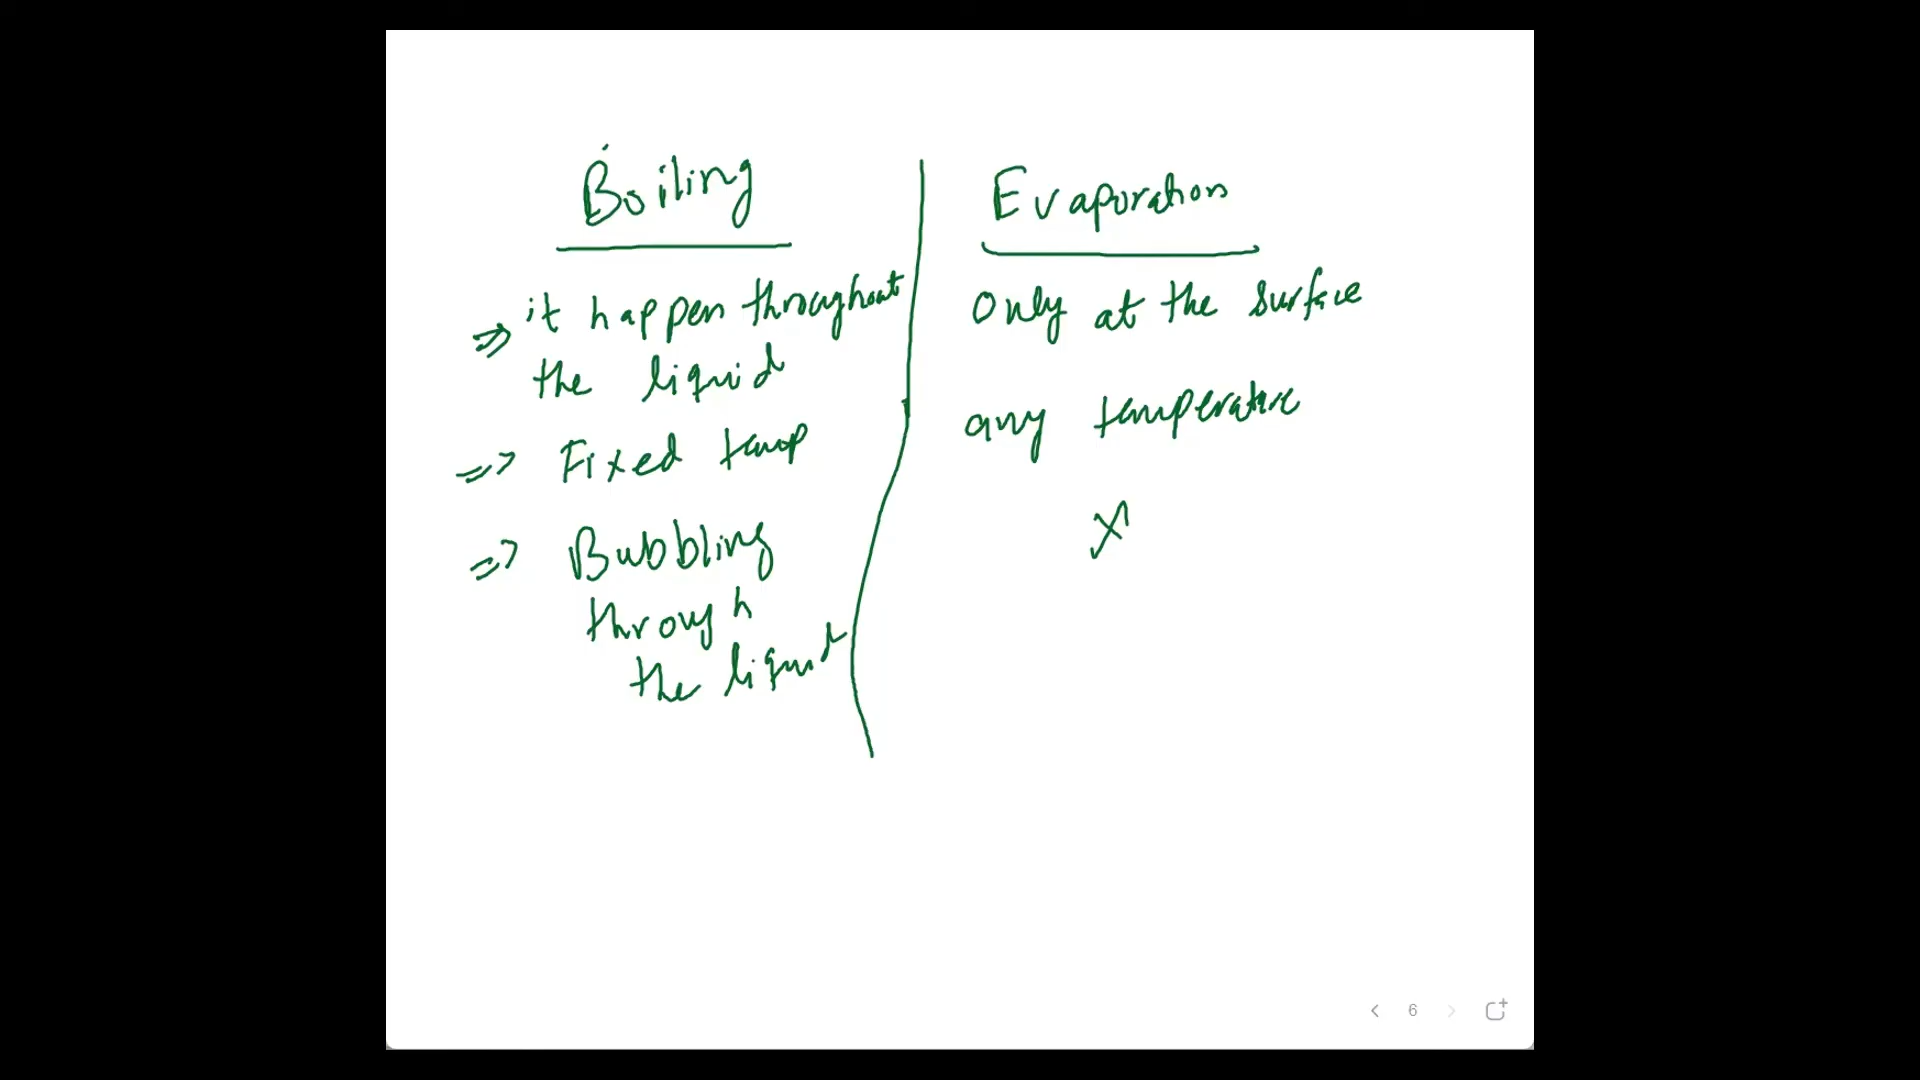 Boiling
it happen throughout
the liquid
=> Fixed temp
=> Bubbling
through
the liquid
Evaporation
Only at the surface
any temperature
X
6